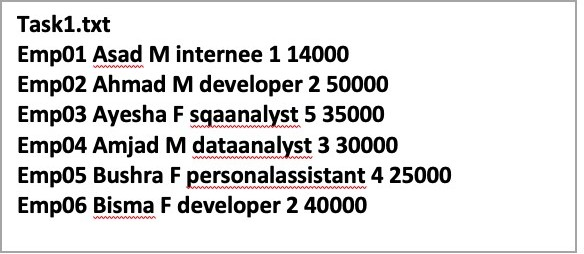 Task1.txt
Emp01 Asad M internee 1 14000
Emp02 Ahmad M developer 2 50000
Emp03 Ayesha F sqaanalyst 5 35000
Emp04 Amjad M dataanalyst 3 30000
Emp05 Bushra F personalassistant 4 25000
Emp06 Bisma F developer 2 40000